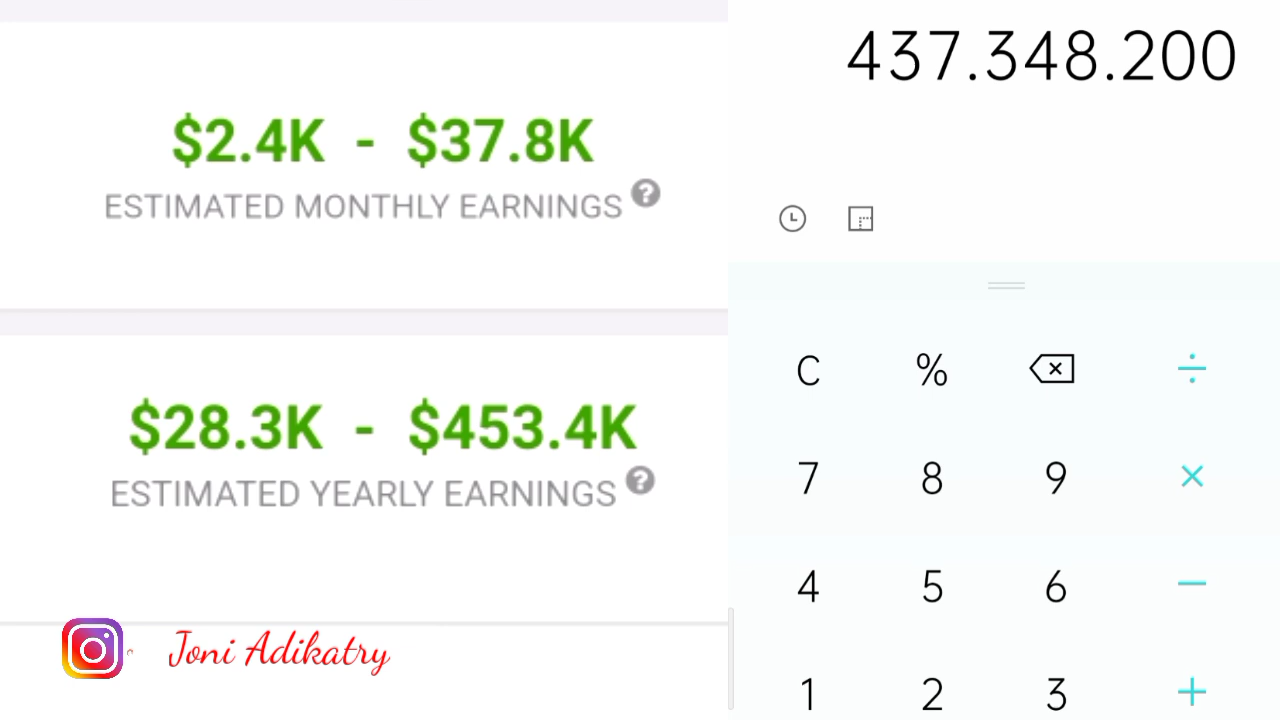 $2.4K - $37.8K
ESTIMATED MONTHLY EARNINGS ?
$28.3K - $453.4K
ESTIMATED YEARLY EARNINGS ?
Joni Adikatry
437.348.200
C % ÷
7 8 9 ×
4 5 6 −
1 2 3 +